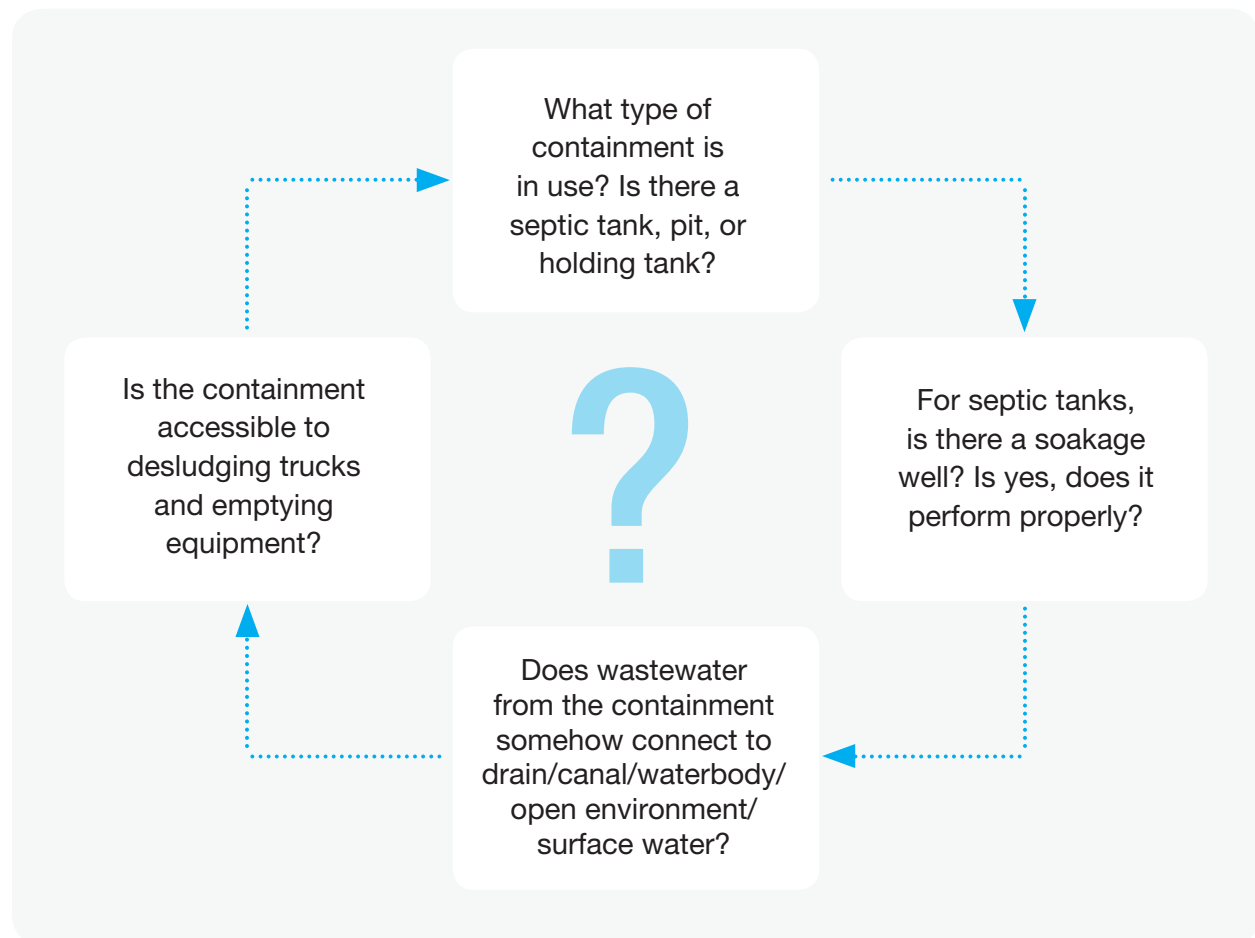 What type of
containment is
in use? Is there a
septic tank, pit, or
holding tank?
For septic tanks,
is there a soakage
well? Is yes, does it
perform properly?
Does wastewater
from the containment
somehow connect to
drain/canal/waterbody/
open environment/
surface water?
Is the containment
accessible to
desludging trucks
and emptying
equipment?
?